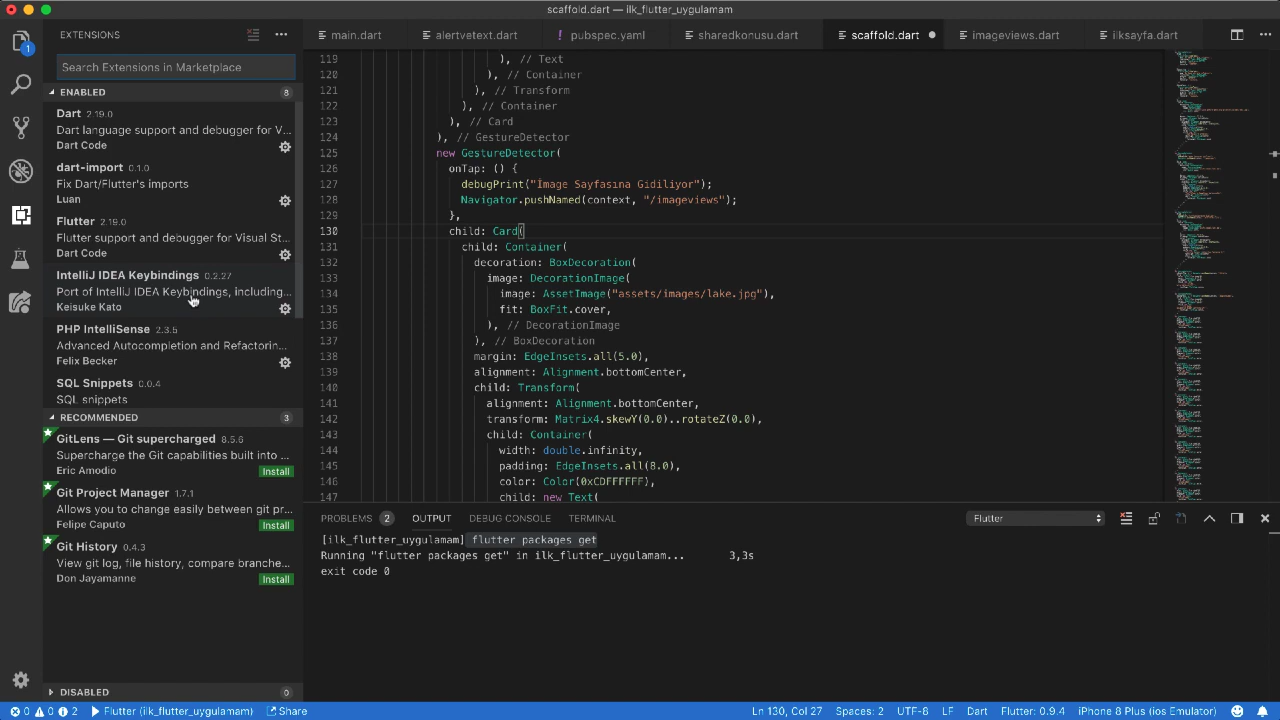 scaffold.dart — ilk_flutter_uygulamam
EXTENSIONS
main.dart
alertvetext.dart
! pubspec.yaml
sharedkonusu.dart
scaffold.dart
imageviews.dart
ilksayfa.dart
1
Search Extensions in Marketplace
ENABLED 8
Dart 2.19.0
Dart language support and debugger for V...
Dart Code
dart-import 0.1.0
Fix Dart/Flutter's imports
Luan
Flutter 2.19.0
Flutter support and debugger for Visual St...
Dart Code
IntelliJ IDEA Keybindings 0.2.27
Port of IntelliJ IDEA Keybindings, including...
Keisuke Kato
PHP IntelliSense 2.3.5
Advanced Autocompletion and Refactorin...
Felix Becker
SQL Snippets 0.0.4
SQL snippets
RECOMMENDED 3
GitLens — Git supercharged 8.5.6
Supercharge the Git capabilities built into ...
Eric Amodio Install
Git Project Manager 1.7.1
Allows you to change easily between git pr...
Felipe Caputo Install
Git History 0.4.3
View git log, file history, compare branche...
Don Jayamanne Install
DISABLED 0
119 ), // Text
120 ), // Container
121 ), // Transform
122 ), // Container
123 ), // Card
124 ), // GestureDetector
125 new GestureDetector(
126 onTap: () {
127 debugPrint("İmage Sayfasına Gidiliyor");
128 Navigator.pushNamed(context, "/imageviews");
129 },
130 child: Card(
131 child: Container(
132 decoration: BoxDecoration(
133 image: DecorationImage(
134 image: AssetImage("assets/images/lake.jpg"),
135 fit: BoxFit.cover,
136 ), // DecorationImage
137 ), // BoxDecoration
138 margin: EdgeInsets.all(5.0),
139 alignment: Alignment.bottomCenter,
140 child: Transform(
141 alignment: Alignment.bottomCenter,
142 transform: Matrix4.skewY(0.0)..rotateZ(0.0),
143 child: Container(
144 width: double.infinity,
145 padding: EdgeInsets.all(8.0),
146 color: Color(0xCDFFFFFF),
147 child: new Text(
PROBLEMS 2 OUTPUT DEBUG CONSOLE TERMINAL Flutter
[ilk_flutter_uygulamam] flutter packages get
Running "flutter packages get" in ilk_flutter_uygulamam... 3,3s
exit code 0
0 0 2 Flutter (ilk_flutter_uygulamam) Share Ln 130, Col 27 Spaces: 2 UTF-8 LF Dart Flutter: 0.9.4 iPhone 8 Plus (ios Emulator)